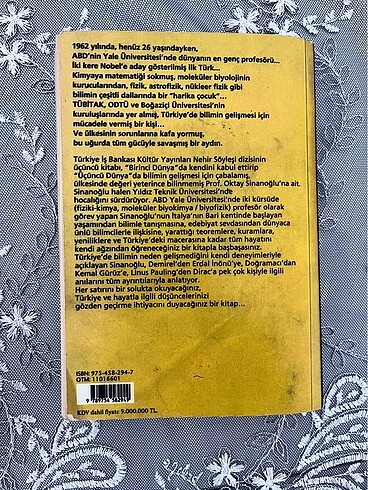 1962 yılında, henüz 26 yaşındayken,
ABD'nin Yale Üniversitesi'nde dünyanın en genç profesörü...
İki kere Nobel'e aday gösterilmiş ilk Türk...
Kimyaya matematiği sokmuş, moleküler biyolojinin
kurucularından, fizik, astrofizik, nükleer fizik gibi
bilimin çeşitli dallarında bir "harika çocuk"...
TÜBİTAK, ODTÜ ve Boğaziçi Üniversitesi'nin
kuruluşlarında yer almış, Türkiye'de bilimin gelişmesi için
mücadele vermiş bir kişi...
Ve ülkesinin sorunlarına kafa yormuş,
bu uğurda tüm gücüyle savaşmış bir aydın.
Türkiye İş Bankası Kültür Yayınları Nehir Söyleşi dizisinin
üçüncü kitabı, "Birinci Dünya"da kendini kabul ettirip
"Üçüncü Dünya"da bilimin gelişmesi için çabalamış,
ülkesinde değeri yeterince bilinmemiş Prof. Oktay Sinanoğlu'na ait.
Sinanoğlu halen Yıldız Teknik Üniversitesi'nde
hocalığını sürdürüyor. ABD Yale Üniversitesi'nde iki kürsüde
(fiziki-kimya, moleküler biyokimya / biyofizik) profesör olarak
görev yapan Sinanoğlu'nun İtalya'nın Bari kentinde başlayan
yaşamından bilimle tanışmasına, edebiyat sevdasından dünyaca
ünlü bilimcilerle ilişkisine, yarattığı teoremlere, kuramlara,
yeniliklere ve Türkiye'deki macerasına kadar tüm hayatını
kendi ağzından öğreneceğiniz bir kitapla başbaşasınız.
Türkiye'de bilimin neden gelişmediğini kendi deneyimleriyle
açıklayan Sinanoğlu, Demirel'den Erdal İnönü'ye, Doğramacı'dan
Kemal Gürüz'e, Linus Pauling'den Dirac'a pek çok kişiyle ilgili
anılarını tüm ayrıntılarıyla anlatıyor.
Her satırını bir solukta okuyacağınız,
Türkiye ve hayatla ilgili düşüncelerinizi
gözden geçirme ihtiyacını duyacağınız bir kitap...
ISBN: 975-458-294-7
OTM: 11016601
9 789754 582949
KDV dahil fiyatı: 9.000.000 TL.